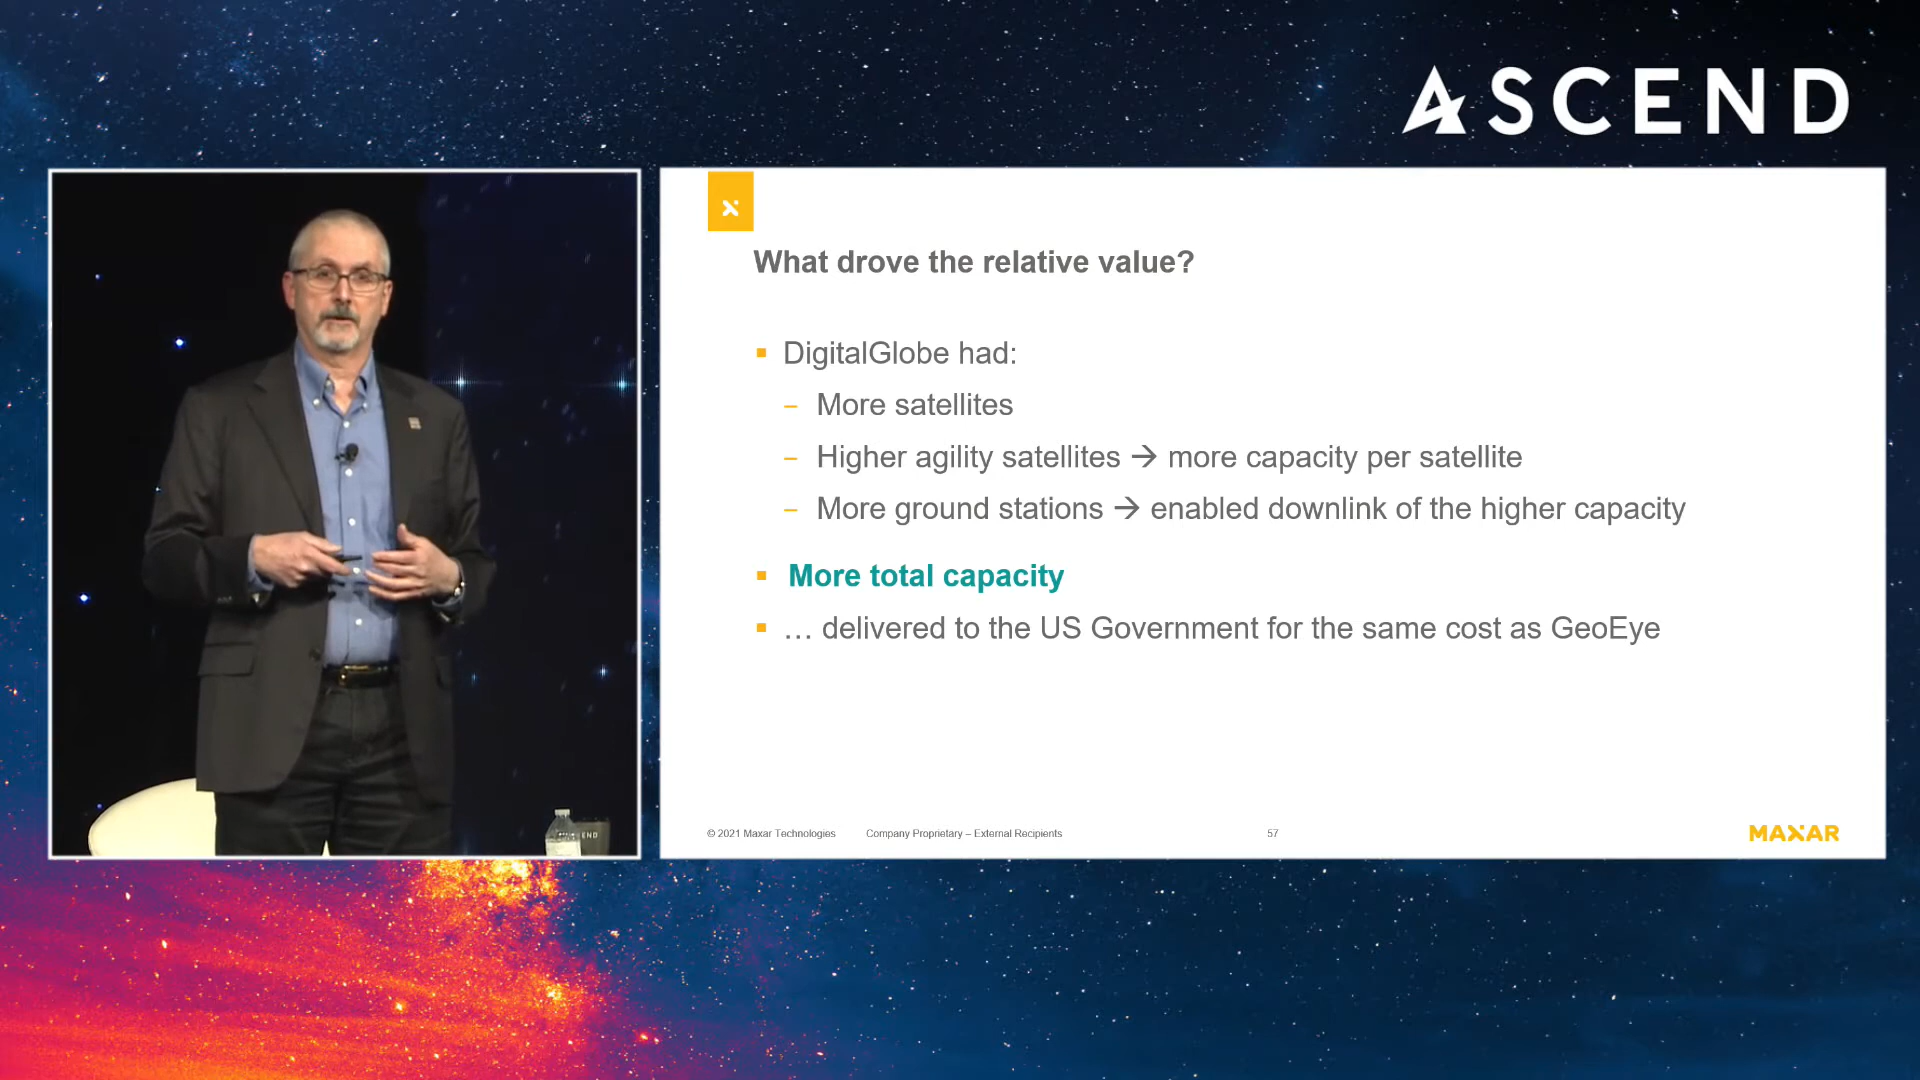 ASCEND
What drove the relative value?
▪ DigitalGlobe had:
– More satellites
– Higher agility satellites → more capacity per satellite
– More ground stations → enabled downlink of the higher capacity
▪ More total capacity
▪ … delivered to the US Government for the same cost as GeoEye
END
© 2021 Maxar Technologies Company Proprietary – External Recipients 57 MAXAR